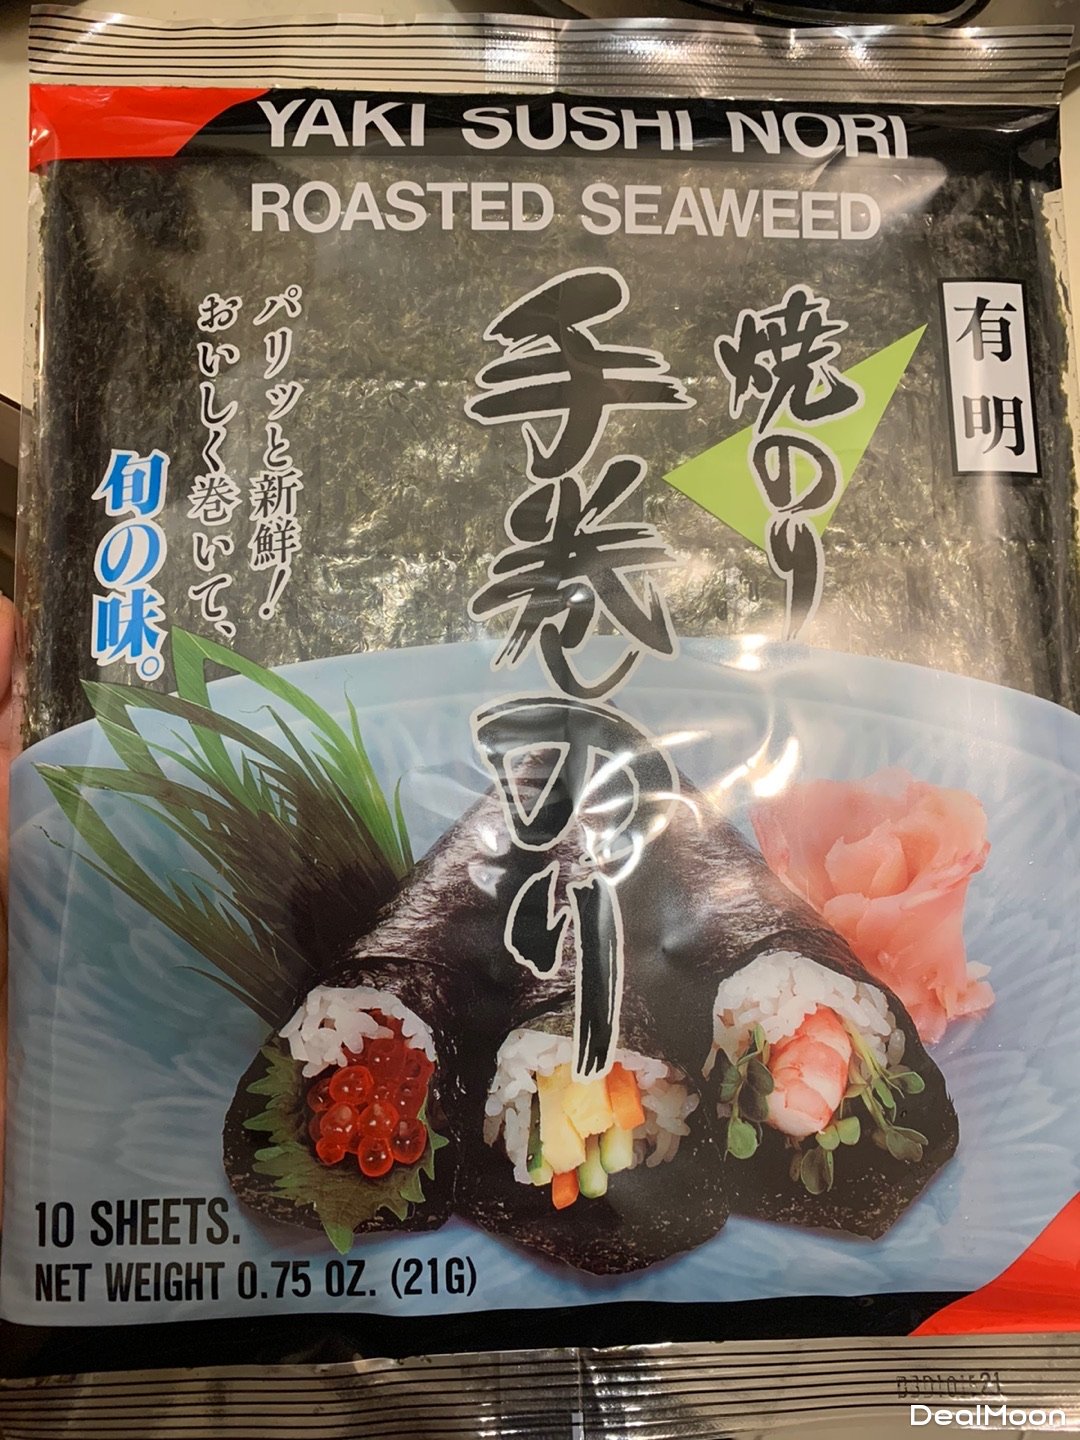 YAKI SUSHI NORI
ROASTED SEAWEED
有明
焼のり
手巻のり
パリッと新鮮!
おいしく巻いて、
旬の味。
10 SHEETS.
NET WEIGHT 0.75 OZ. (21G)
DealMoon